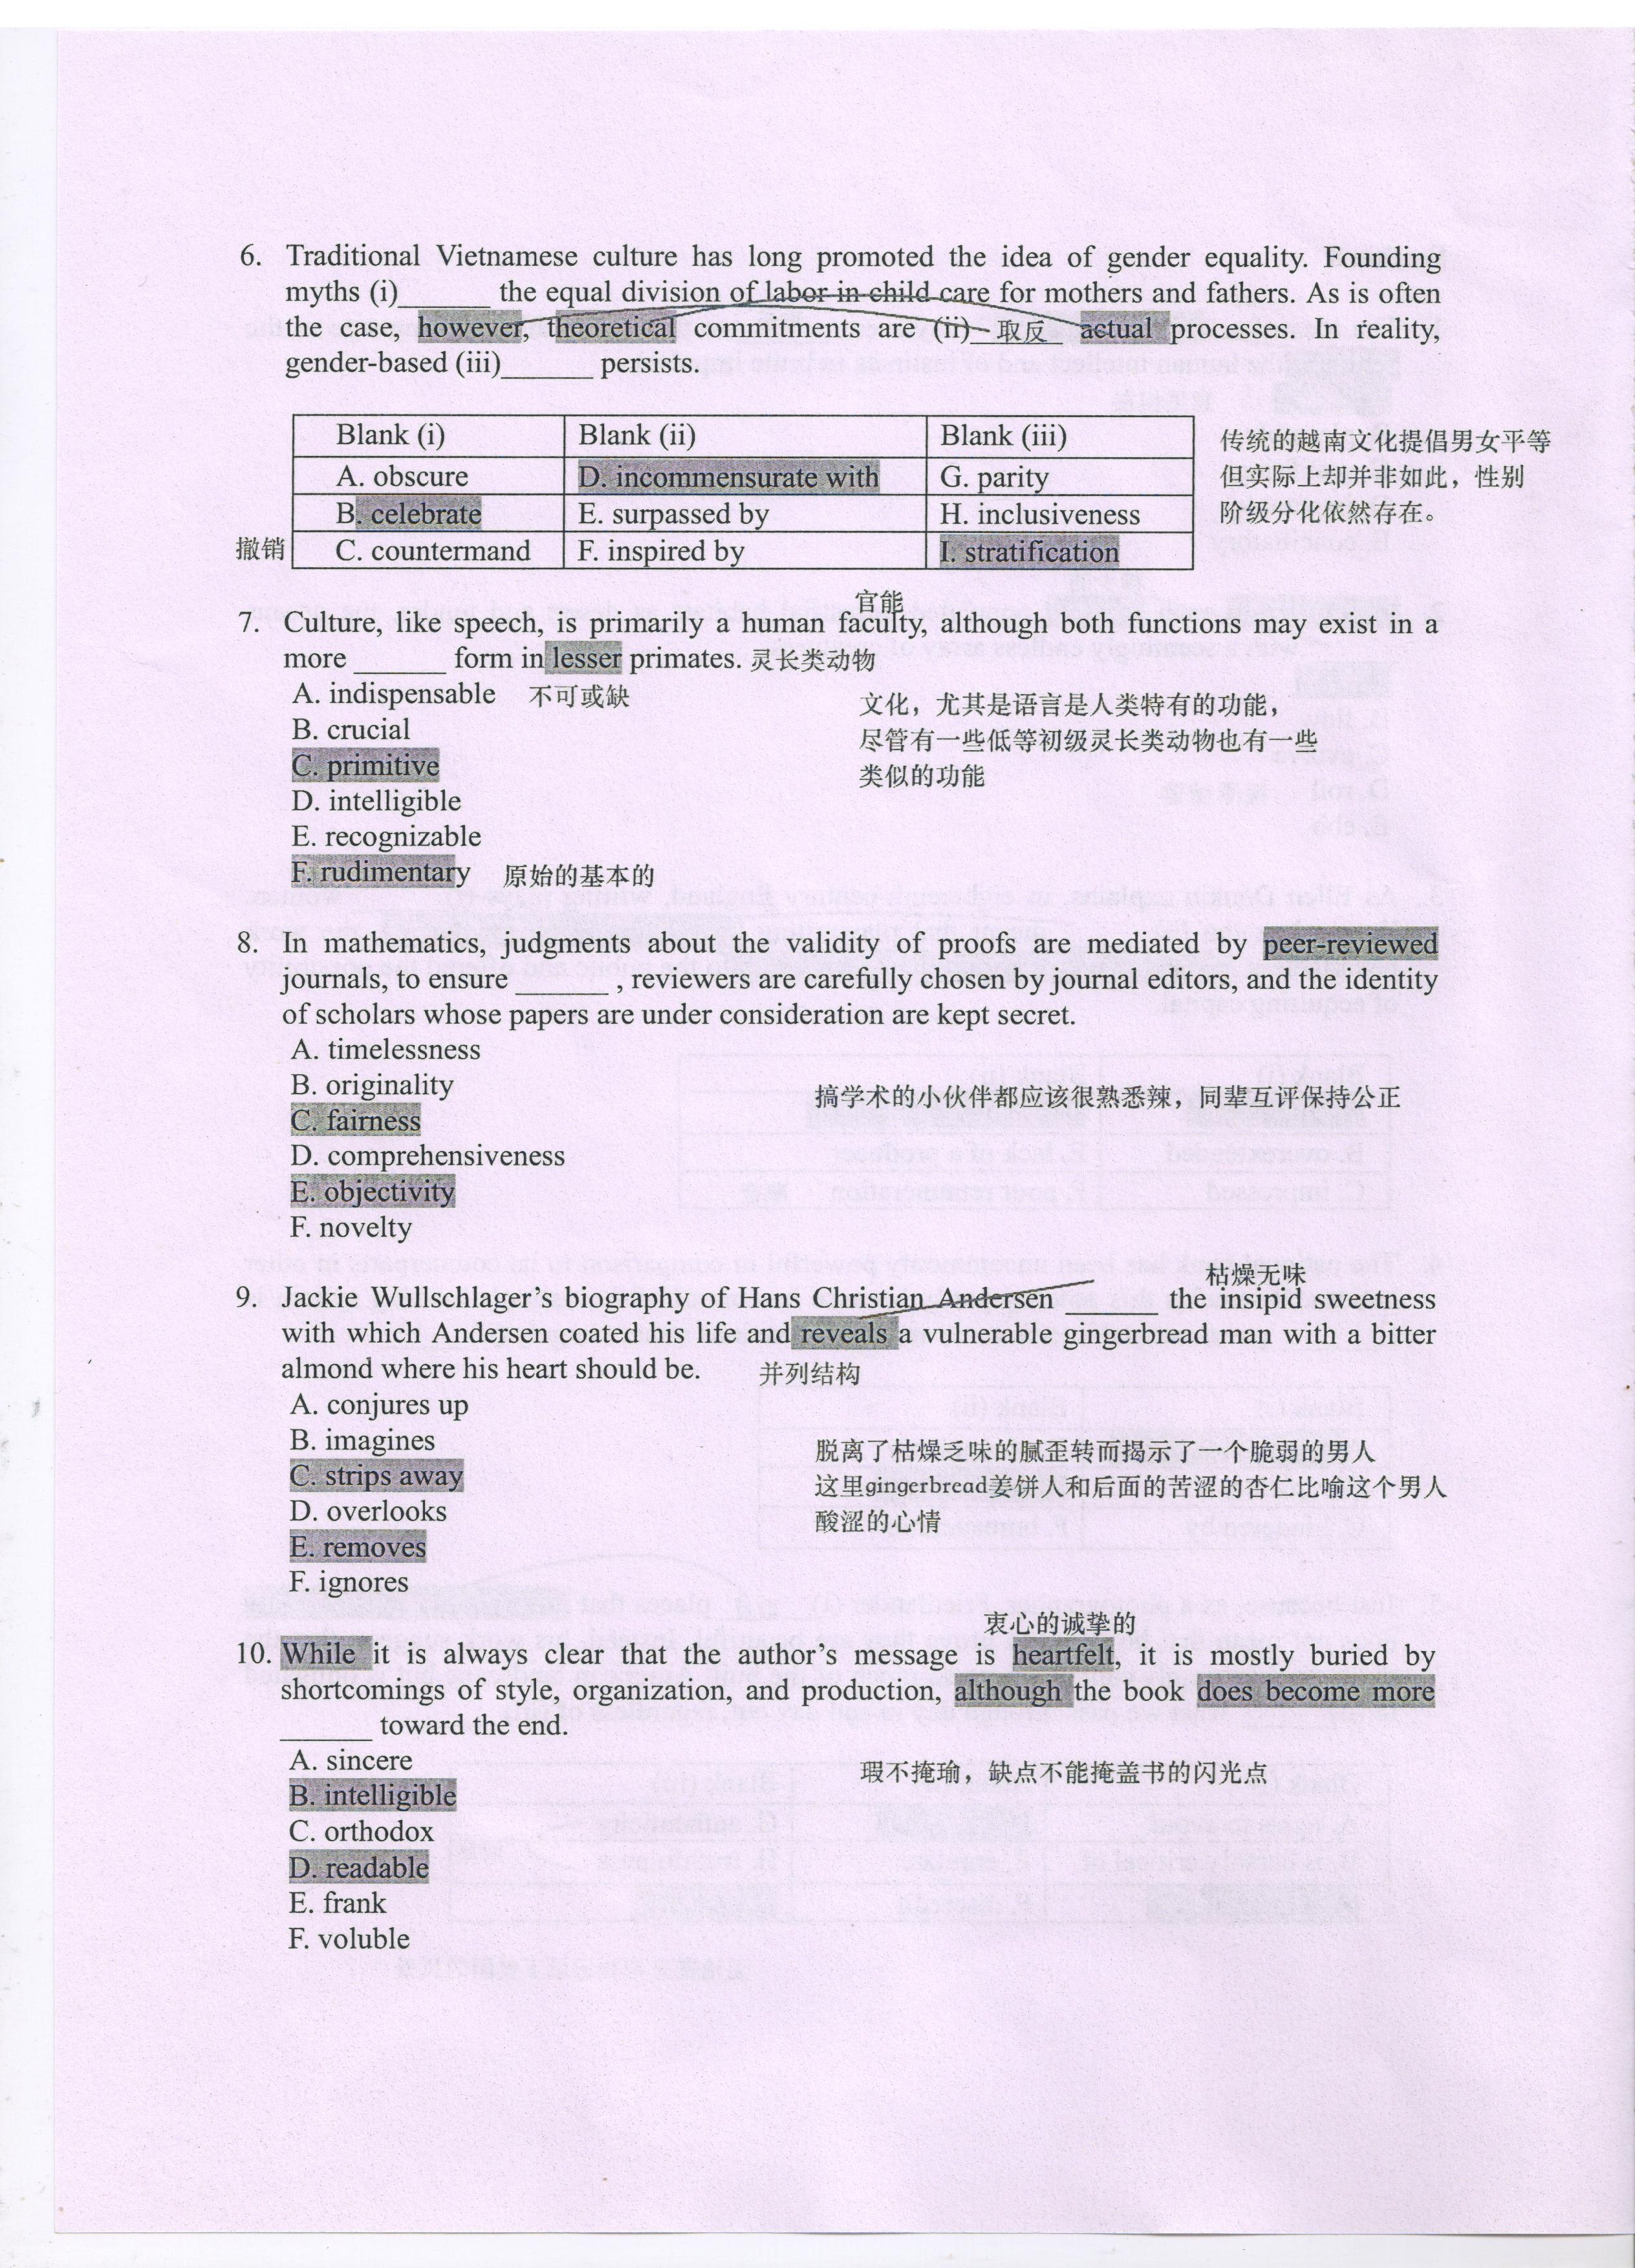 6. Traditional Vietnamese culture has long promoted the idea of gender equality. Founding
myths (i)______ the equal division of labor in child care for mothers and fathers. As is often
the case, however, theoretical commitments are (ii) 取反 actual processes. In reality,
gender-based (iii)______ persists.
Blank (i) Blank (ii) Blank (iii)
A. obscure D. incommensurate with G. parity
B. celebrate E. surpassed by H. inclusiveness
撤销 C. countermand F. inspired by I. stratification
传统的越南文化提倡男女平等
但实际上却并非如此，性别
阶级分化依然存在。
官能
7. Culture, like speech, is primarily a human faculty, although both functions may exist in a
more ______ form in lesser primates. 灵长类动物
A. indispensable 不可或缺
B. crucial
C. primitive
D. intelligible
E. recognizable
F. rudimentary 原始的基本的
文化，尤其是语言是人类特有的功能，
尽管有一些低等初级灵长类动物也有一些
类似的功能
8. In mathematics, judgments about the validity of proofs are mediated by peer-reviewed
journals, to ensure ______ , reviewers are carefully chosen by journal editors, and the identity
of scholars whose papers are under consideration are kept secret.
A. timelessness
B. originality
C. fairness
D. comprehensiveness
E. objectivity
F. novelty
搞学术的小伙伴都应该很熟悉辣，同辈互评保持公正
枯燥无味
9. Jackie Wullschlager's biography of Hans Christian Andersen ______ the insipid sweetness
with which Andersen coated his life and reveals a vulnerable gingerbread man with a bitter
almond where his heart should be. 并列结构
A. conjures up
B. imagines
C. strips away
D. overlooks
E. removes
F. ignores
脱离了枯燥乏味的腻歪转而揭示了一个脆弱的男人
这里gingerbread姜饼人和后面的苦涩的杏仁比喻这个男人
酸涩的心情
衷心的诚挚的
10. While it is always clear that the author's message is heartfelt, it is mostly buried by
shortcomings of style, organization, and production, although the book does become more
______ toward the end.
A. sincere
B. intelligible
C. orthodox
D. readable
E. frank
F. voluble
瑕不掩瑜，缺点不能掩盖书的闪光点